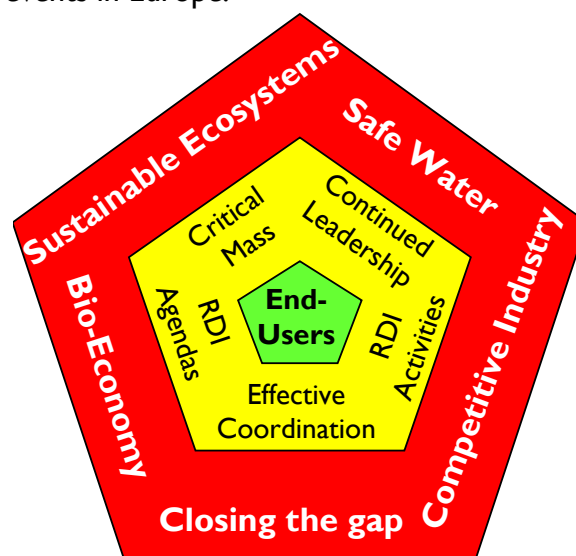 events in Europe.
Sustainable Ecosystems
Safe Water
Critical
Mass
Continued
Leadership
Bio-Economy
Agendas
RDI
End-
Users
RDI
Activities
Competitive Industry
Effective
Coordination
Closing the gap